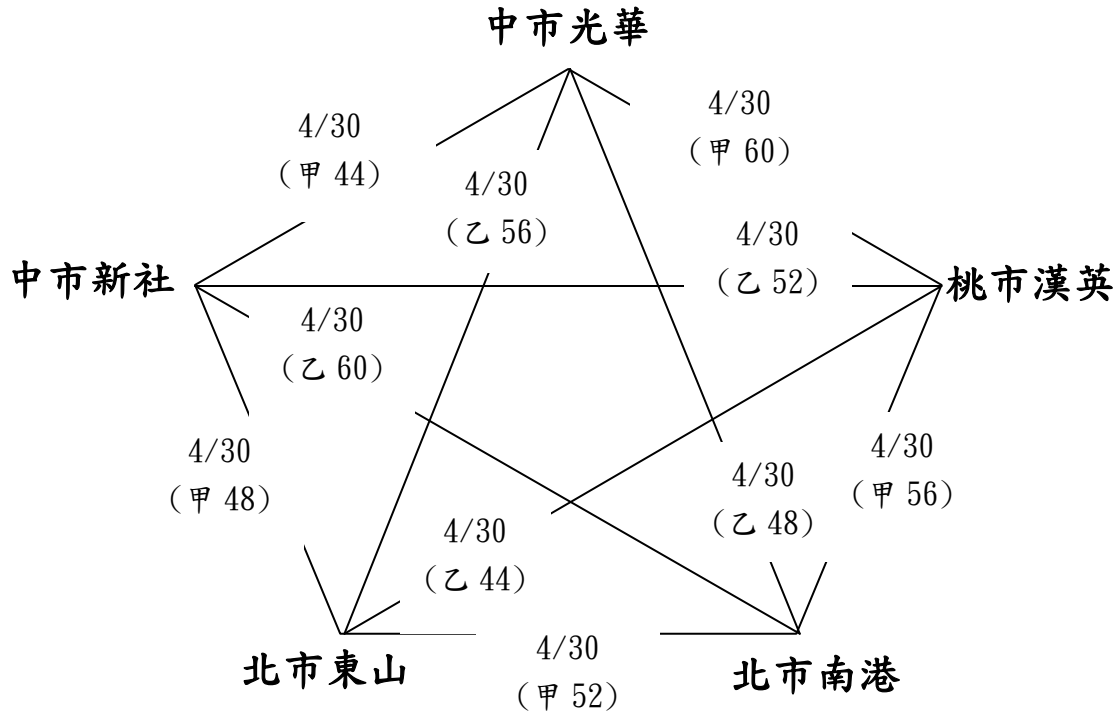 中市光華
4/30
(甲 60)
4/30
(甲 44)
4/30
(乙 56)
4/30
(乙 52)
中市新社
桃市漢英
4/30
(乙 60)
4/30
(甲 48)
4/30
(甲 56)
4/30
(乙 48)
4/30
(乙 44)
北市東山
4/30
(甲 52)
北市南港